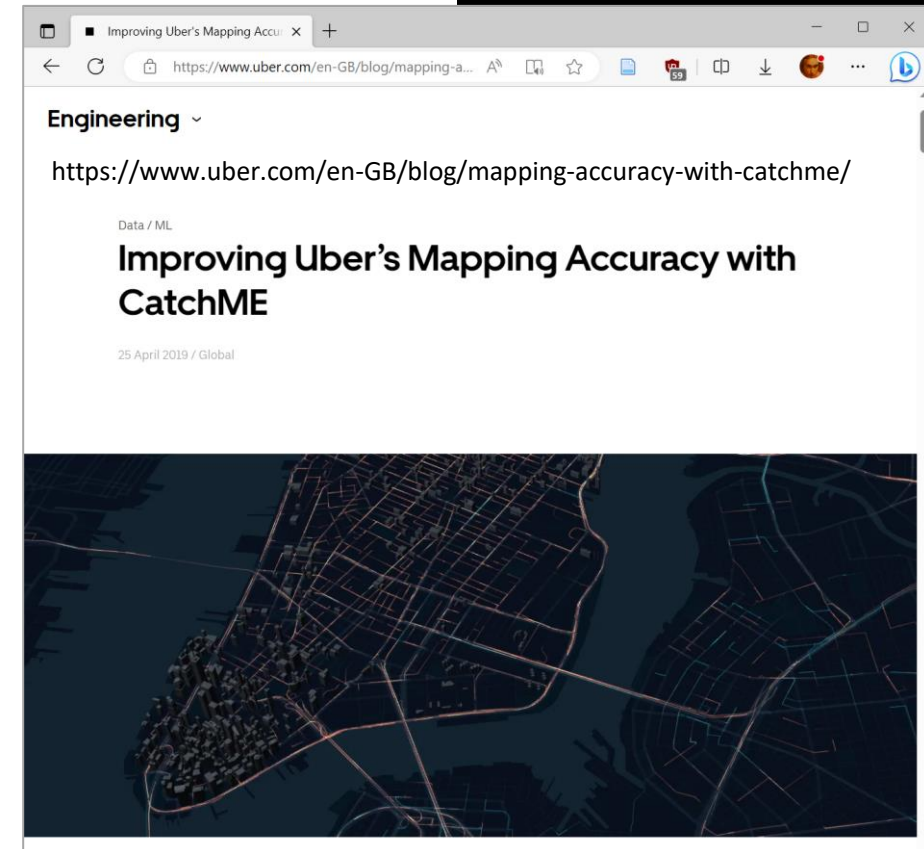 Improving Uber's Mapping Accu
https://www.uber.com/en-GB/blog/mapping-a...
59
Engineering
https://www.uber.com/en-GB/blog/mapping-accuracy-with-catchme/
Data / ML
Improving Uber's Mapping Accuracy with
CatchME
25 April 2019 / Global